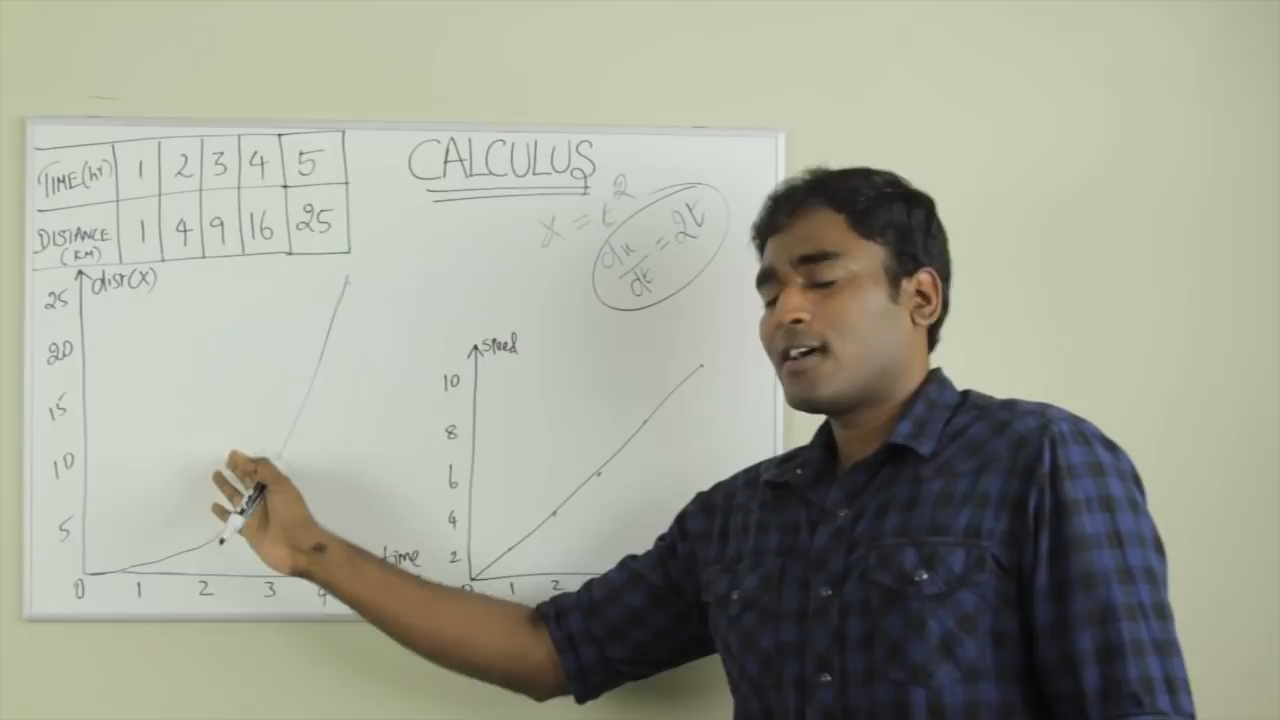 TIME(hr) 1 2 3 4 5
DISTANCE (KM) 1 4 9 16 25
CALCULUS
x = t²
dx/dt = 2t
dist(x)
25
20
15
10
5
0 1 2 3 4
time
speed
10
8
6
4
2
0 1 2